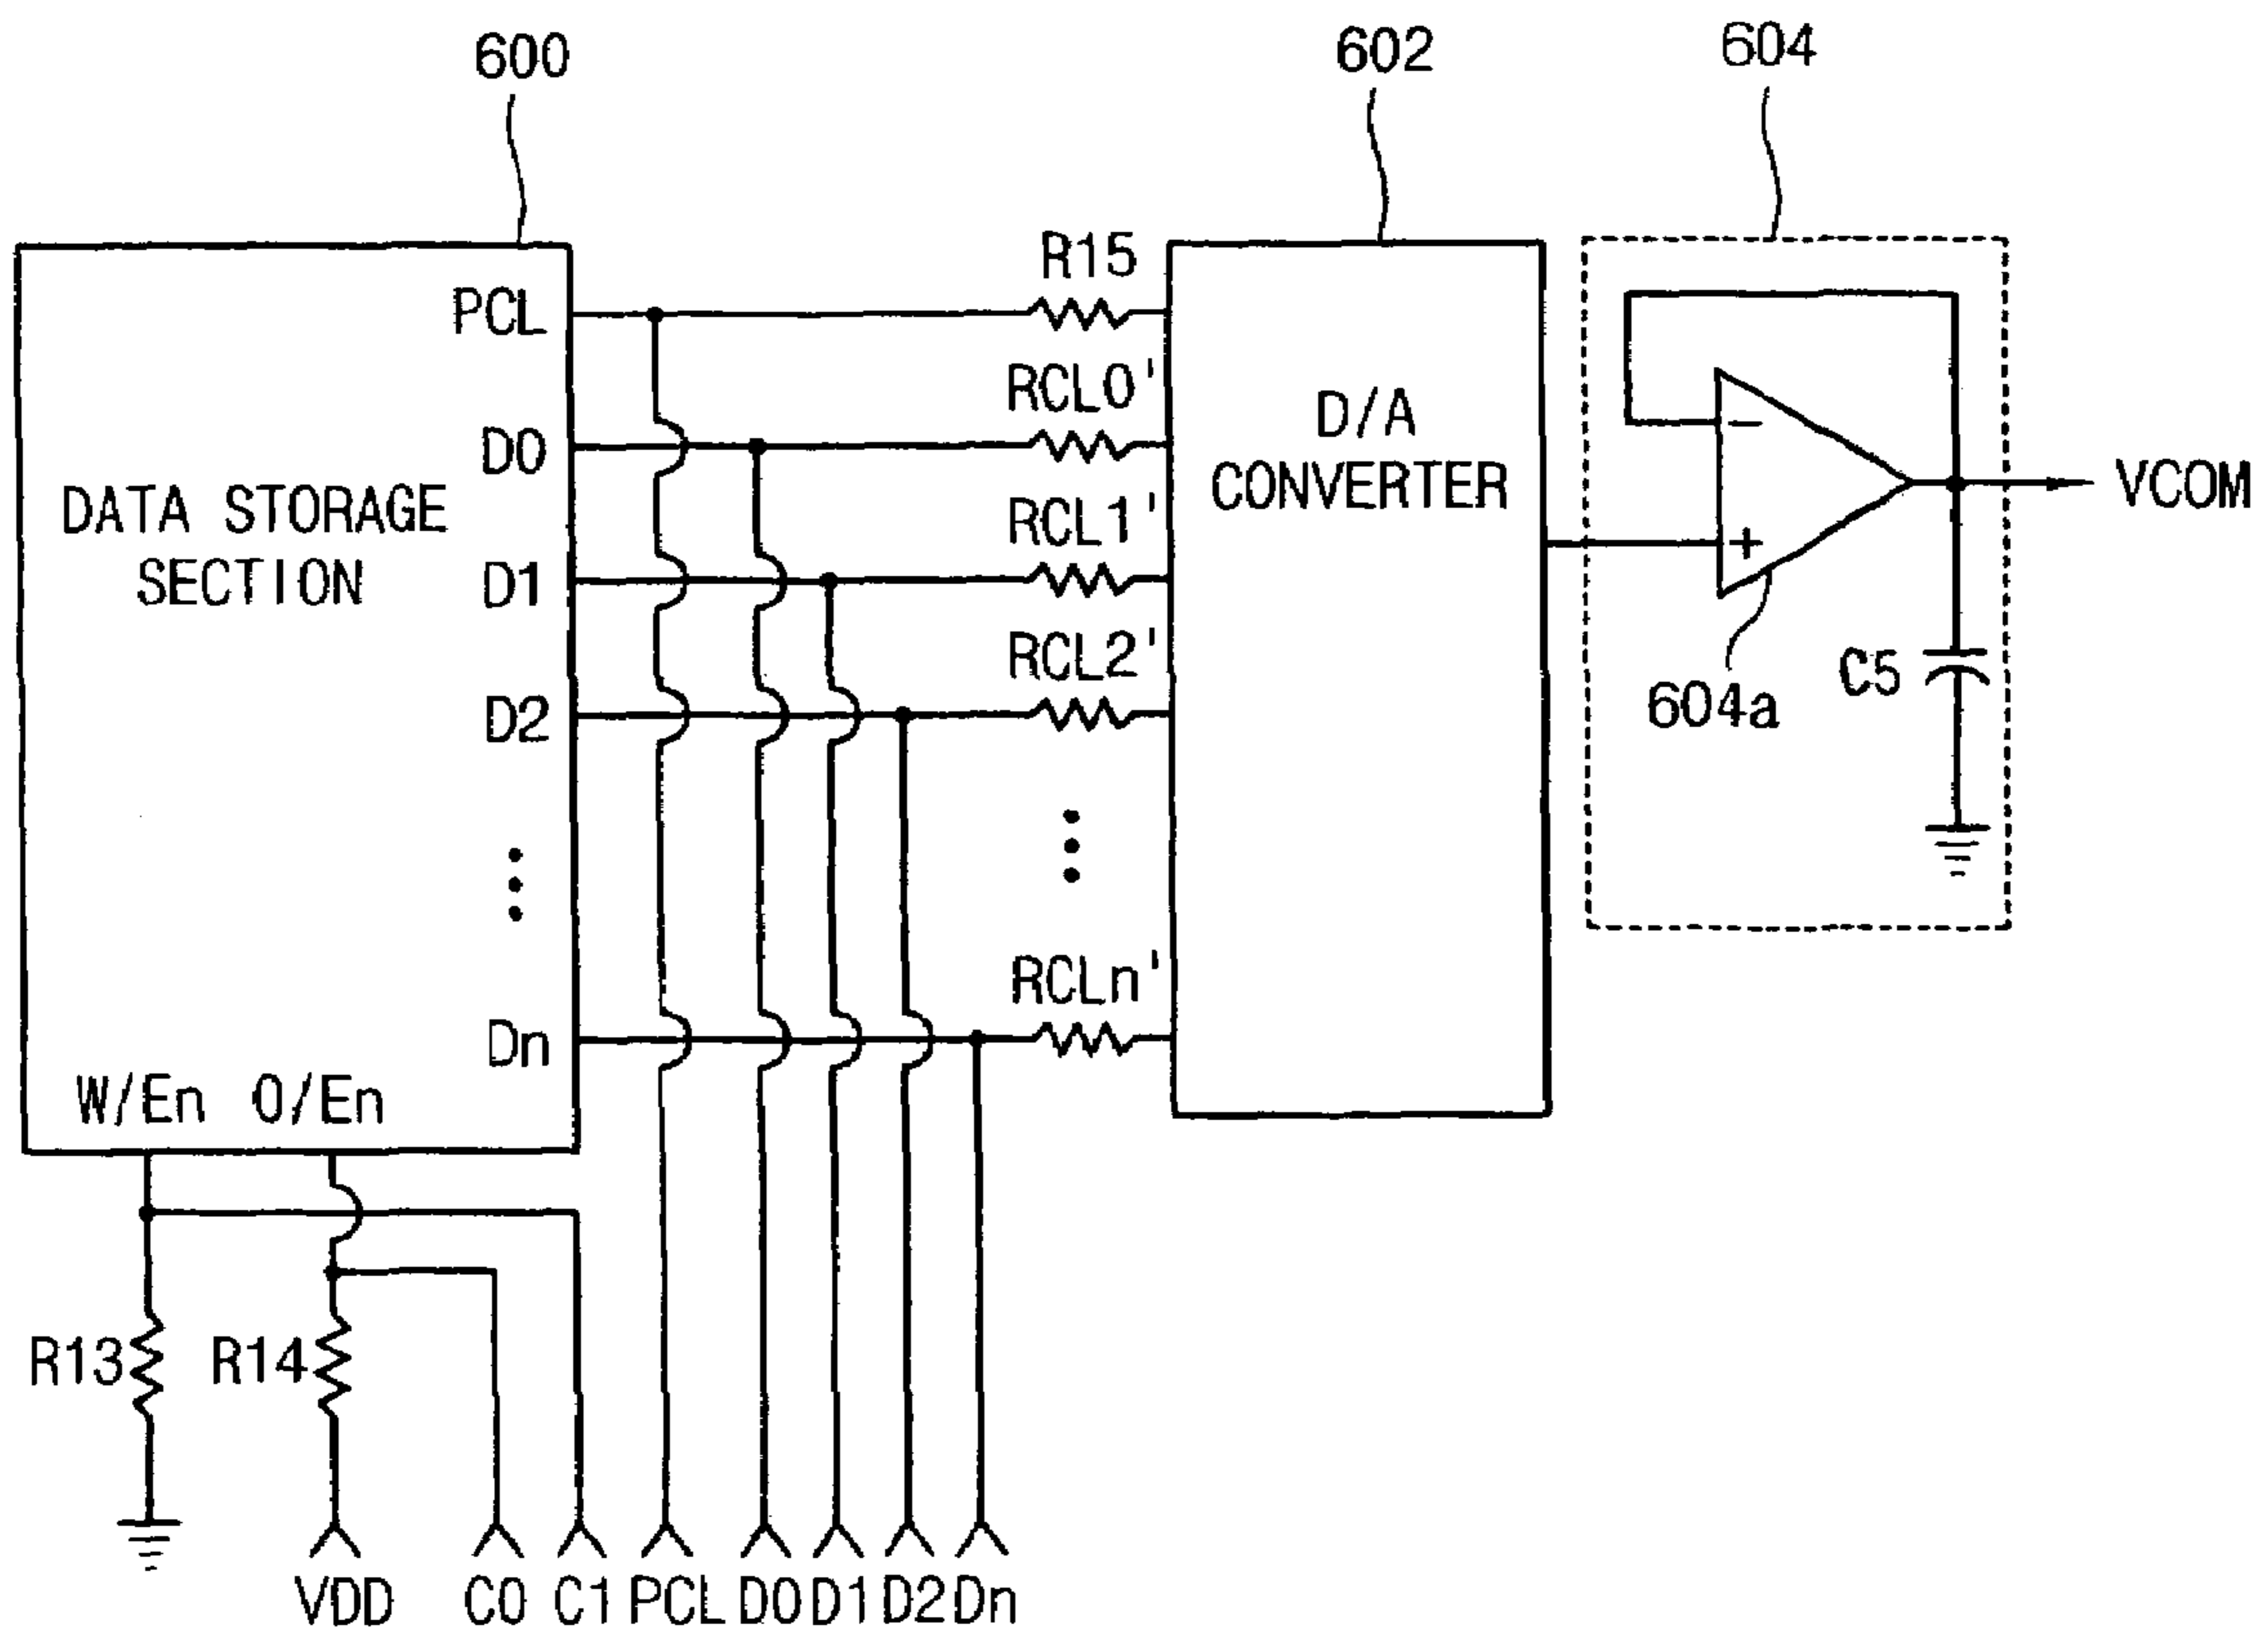 600
602
604
PCL
R15
RCL0'
D0
D/A
CONVERTER
DATA STORAGE
SECTION
RCL1'
D1
−
+
VCOM
RCL2'
D2
604a
C5
RCLn'
Dn
W/En
O/En
R13
R14
VDD
C0
C1
PCL
D0
D1
D2
Dn